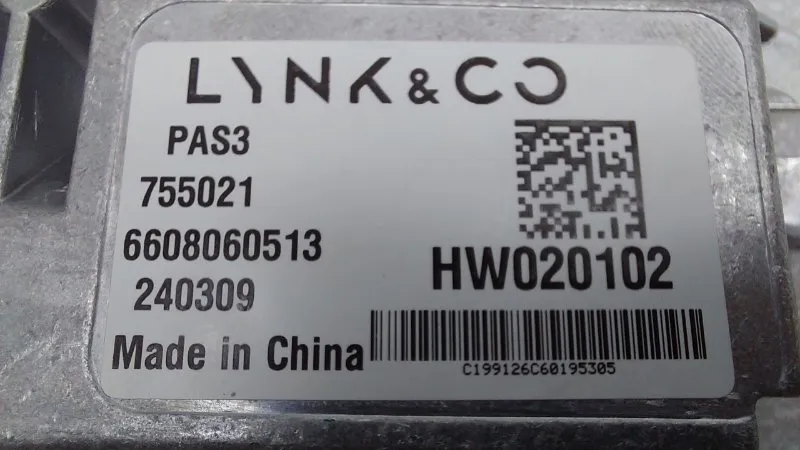 LYNK & CO
PAS3
755021
6608060513
240309
HW020102
Made in China
C199126C60195305